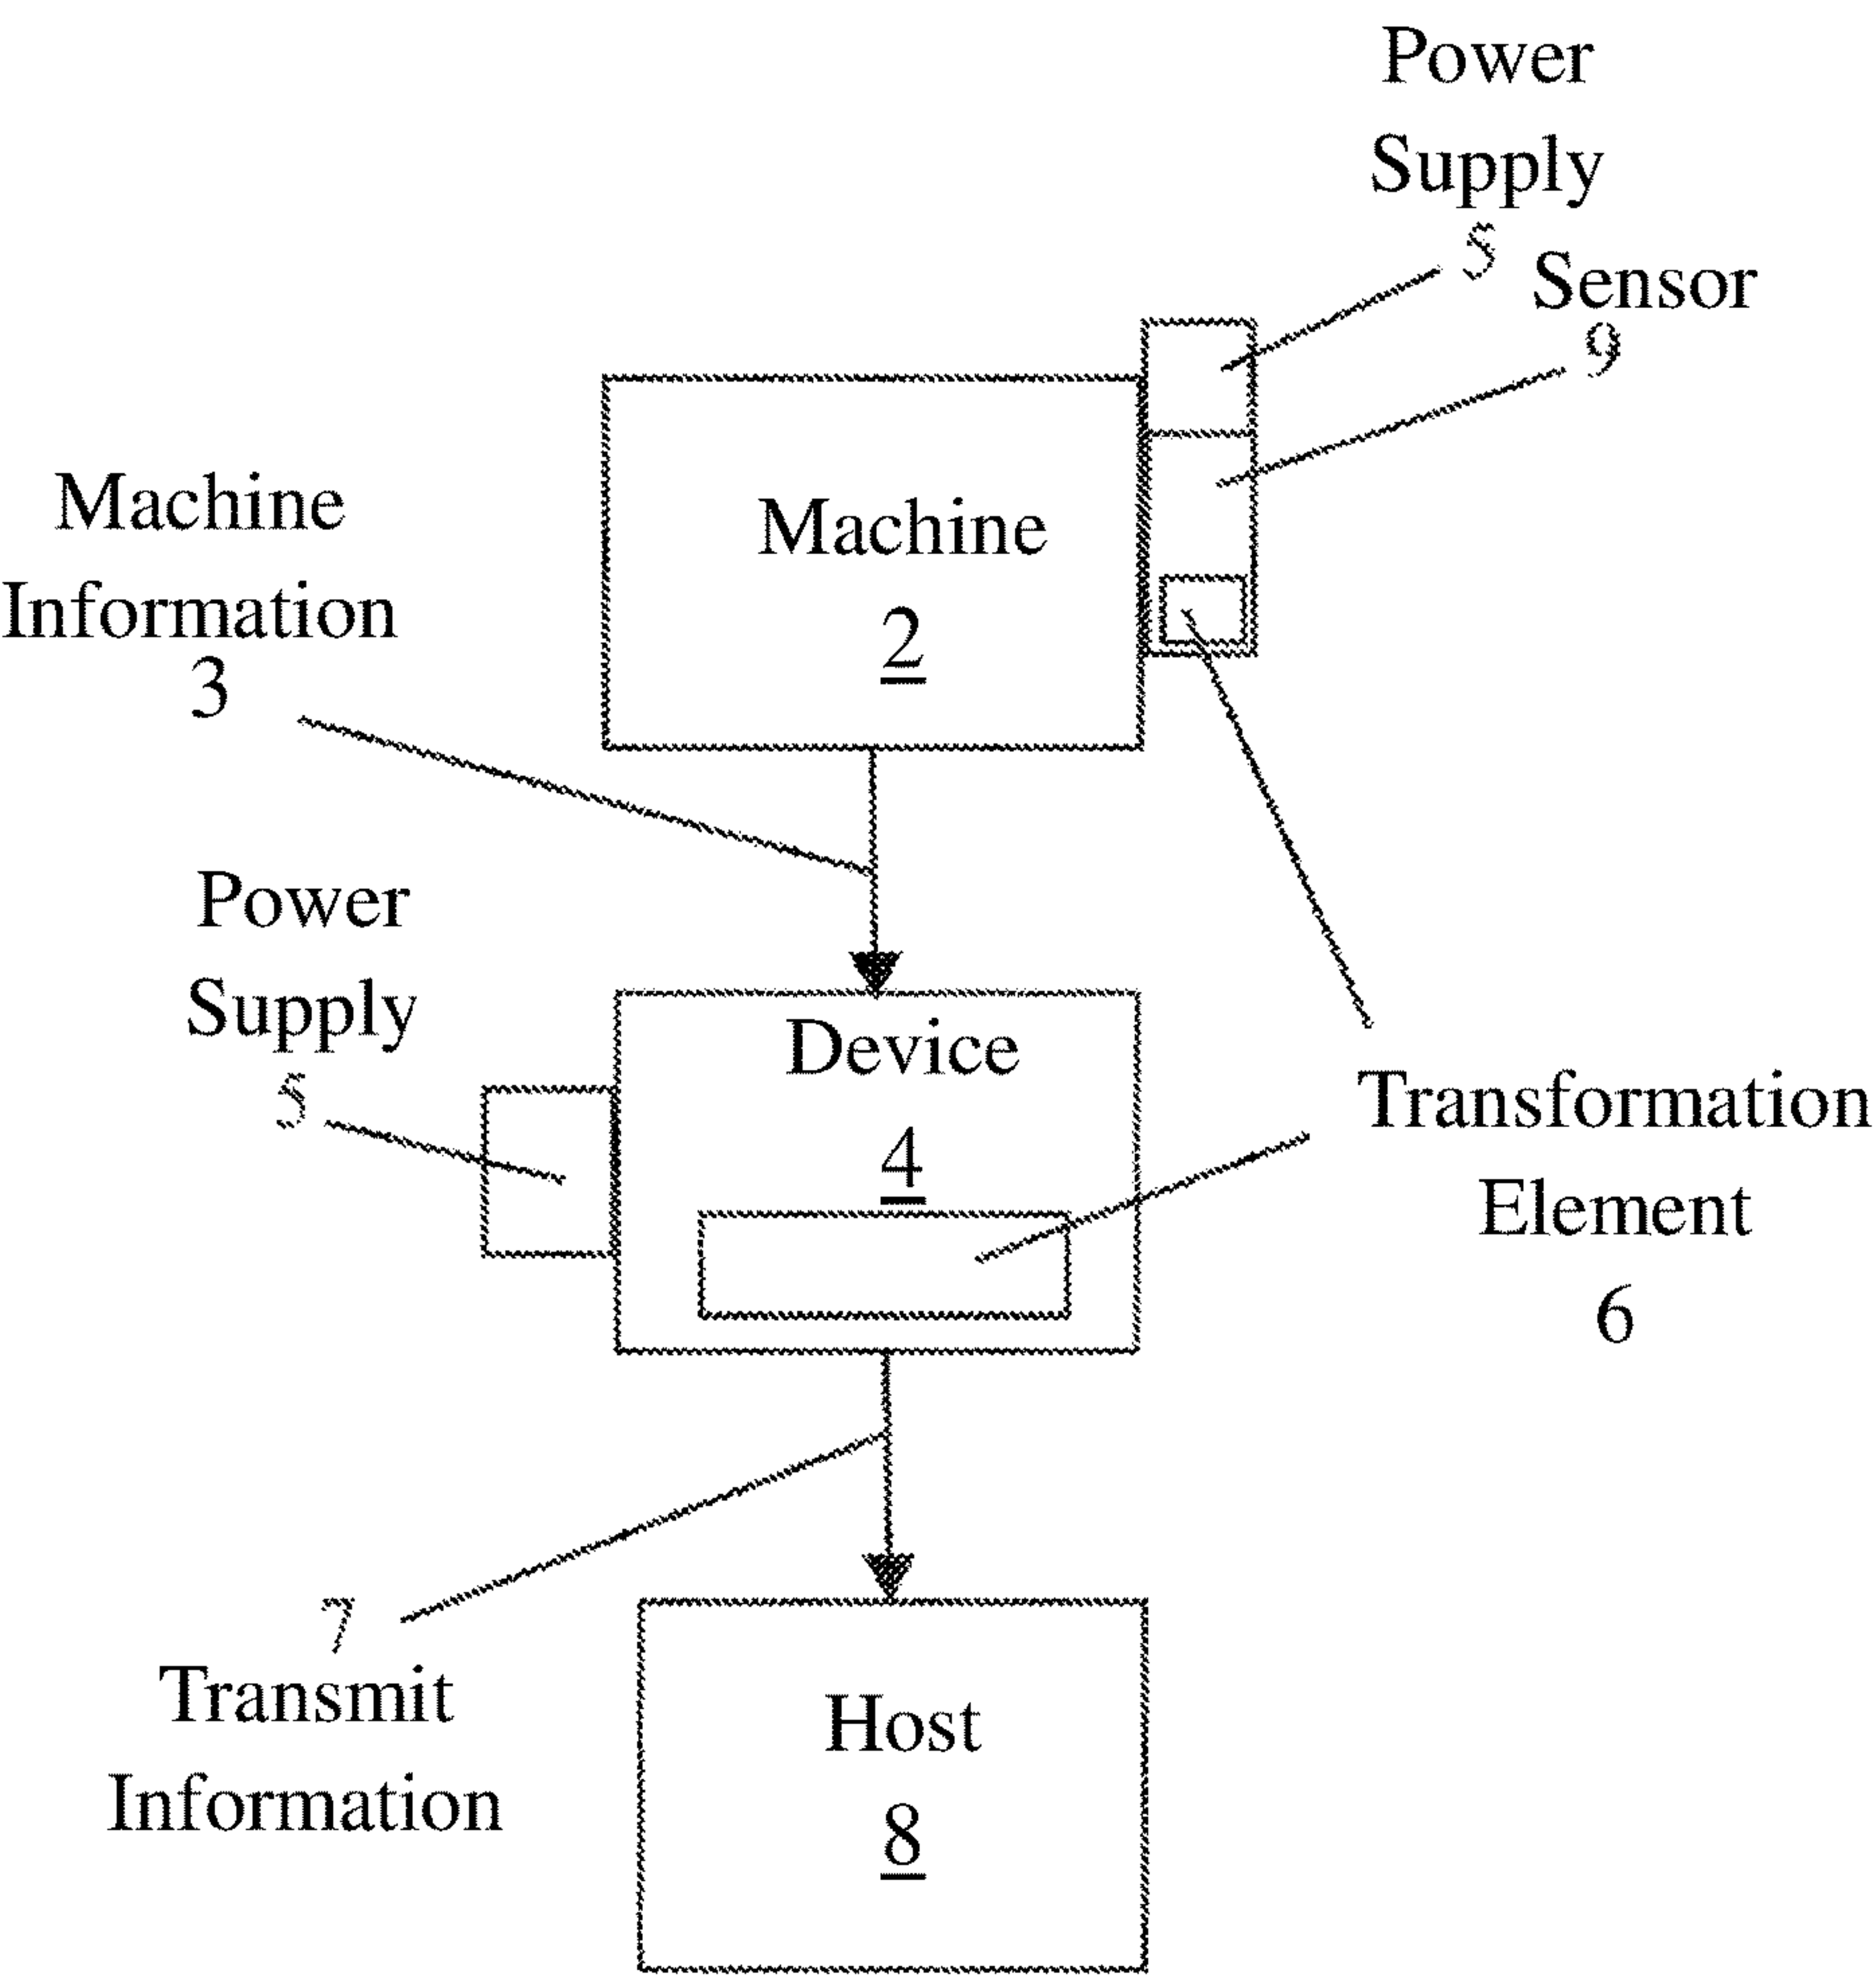 Power
Supply
5
Sensor
9
Machine
Information
3
Machine
2
Power
Supply
5
Device
4
Transformation
Element
6
7
Transmit
Information
Host
8